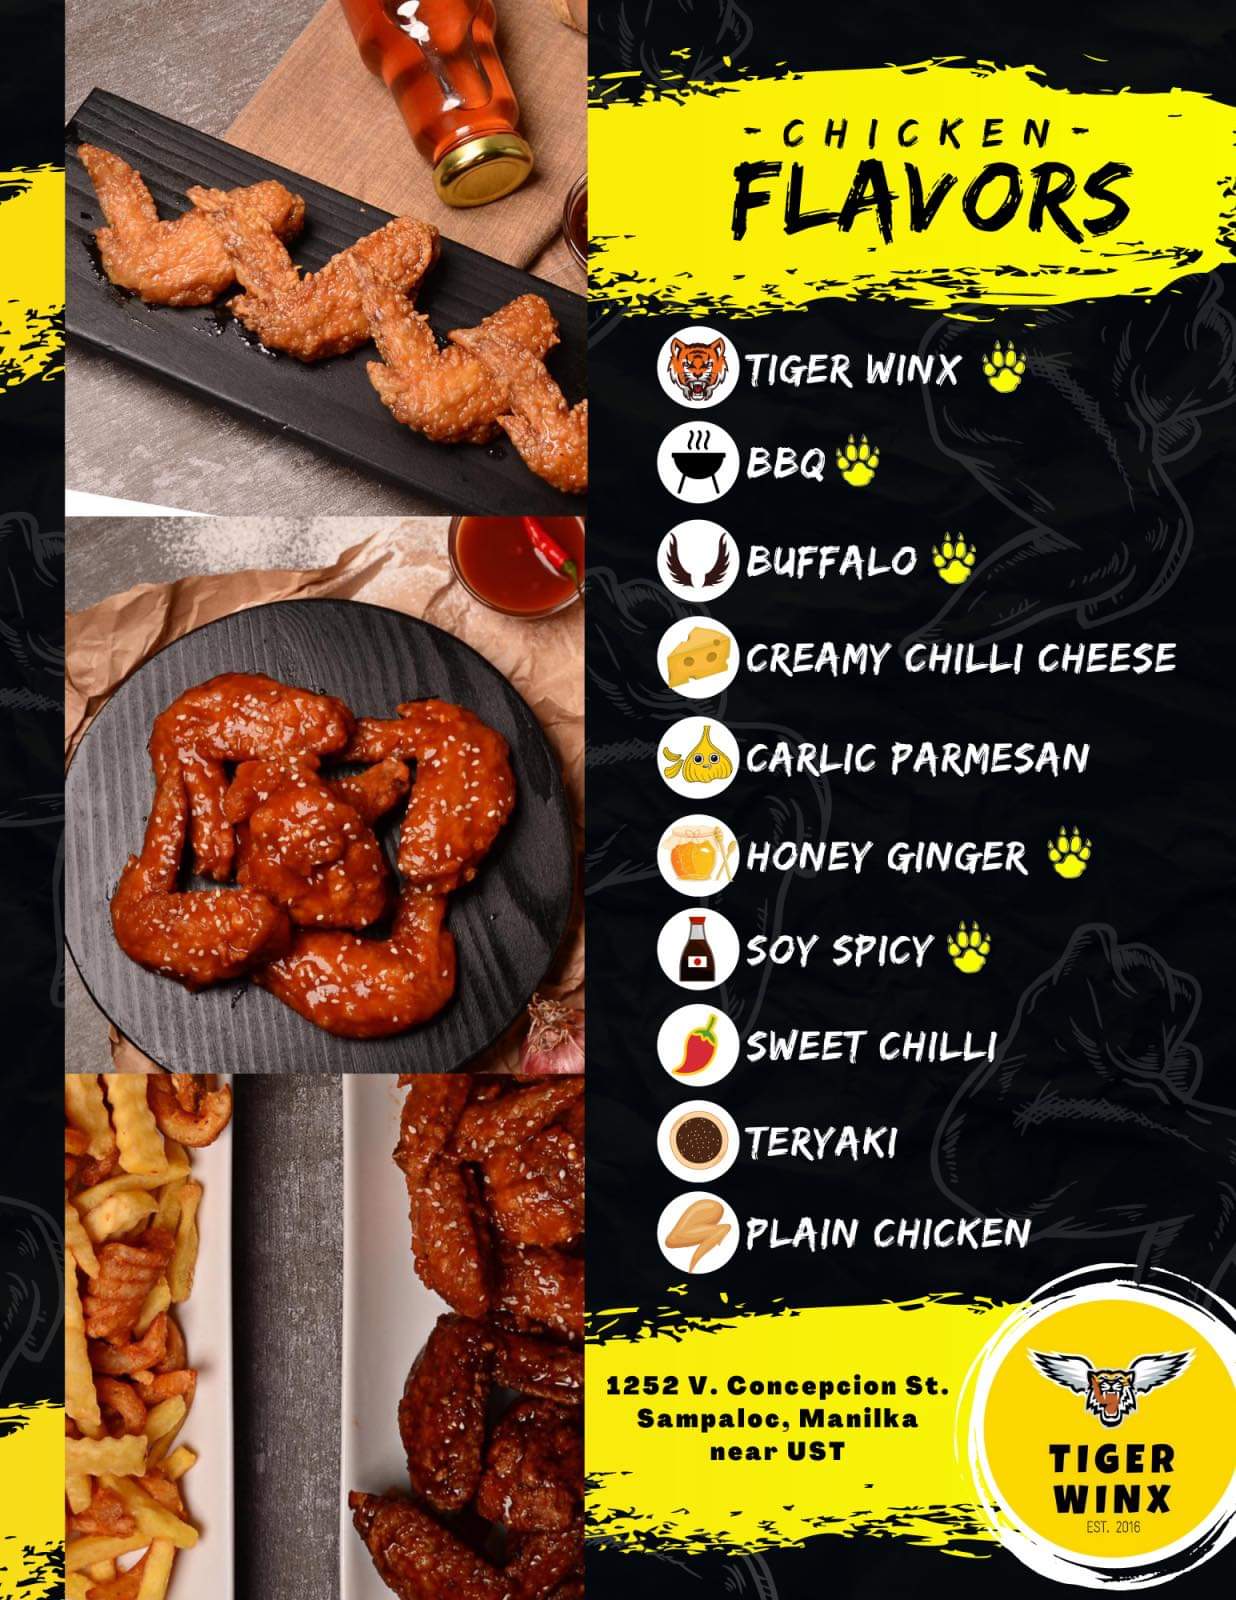 - CHICKEN -
FLAVORS
TIGER WINX
BBQ
BUFFALO
CREAMY CHILLI CHEESE
CARLIC PARMESAN
HONEY GINGER
SOY SPICY
SWEET CHILLI
TERYAKI
PLAIN CHICKEN
1252 V. Concepcion St.
Sampaloc, Manilka
near UST
TIGER
WINX
EST. 2016